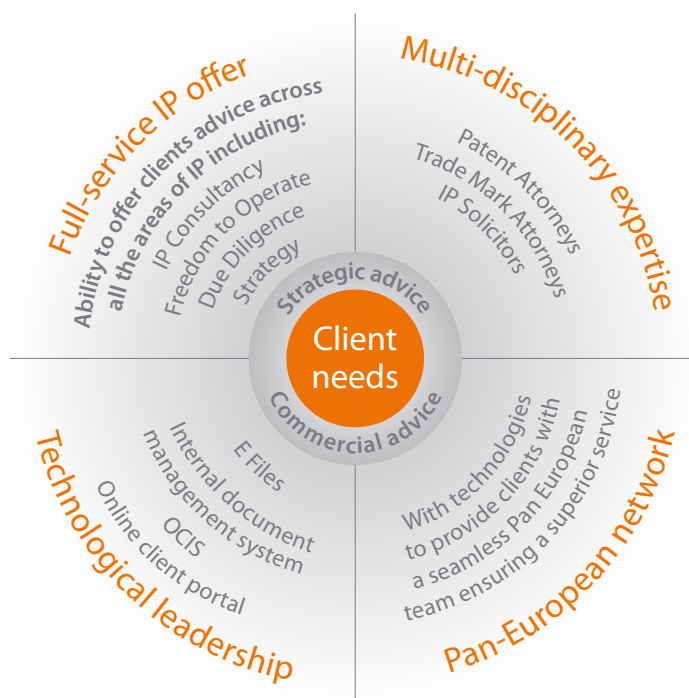 Full-service IP offer
Ability to offer clients advice across
all the areas of IP including:
IP Consultancy
Freedom to Operate
Due Diligence
Strategy
Multi-disciplinary expertise
Patent Attorneys
Trade Mark Attorneys
IP Solicitors
Strategic advice
Client
needs
Commercial advice
Technological leadership
E Files
Internal document
management system
OCIS
Online client portal
With technologies
to provide clients with
a seamless Pan European
team ensuring a superior service
Pan-European network